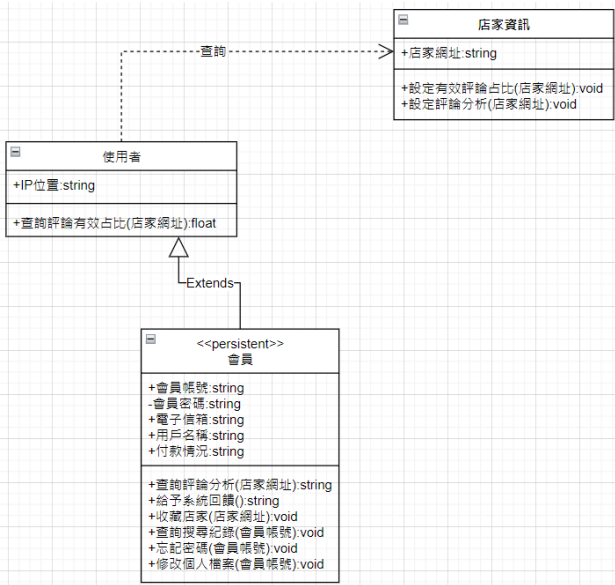 店家資訊
+店家網址:string
+設定有效評論占比(店家網址):void
+設定評論分析(店家網址):void
查詢
使用者
+IP位置:string
+查詢評論有效占比(店家網址):float
Extends
<<persistent>>
會員
+會員帳號:string
-會員密碼:string
+電子信箱:string
+用戶名稱:string
+付款情況:string
+查詢評論分析(店家網址):string
+給予系統回饋():string
+收藏店家(店家網址):void
+查詢搜尋紀錄(會員帳號):void
+忘記密碼(會員帳號):void
+修改個人檔案(會員帳號):void